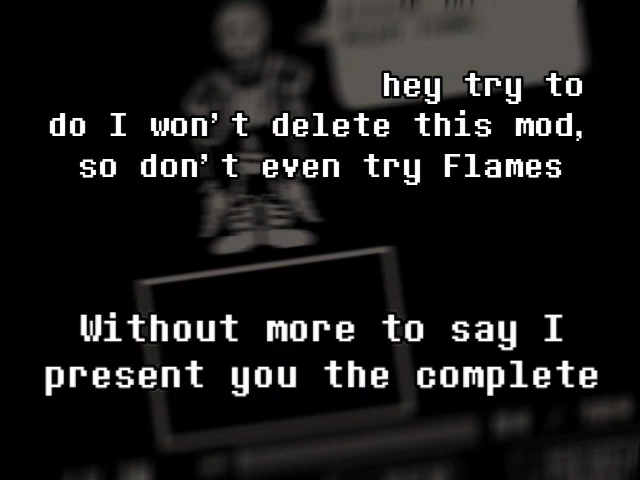 hey try to
do I won't delete this mod,
so don't even try Flames
Without more to say I
present you the complete